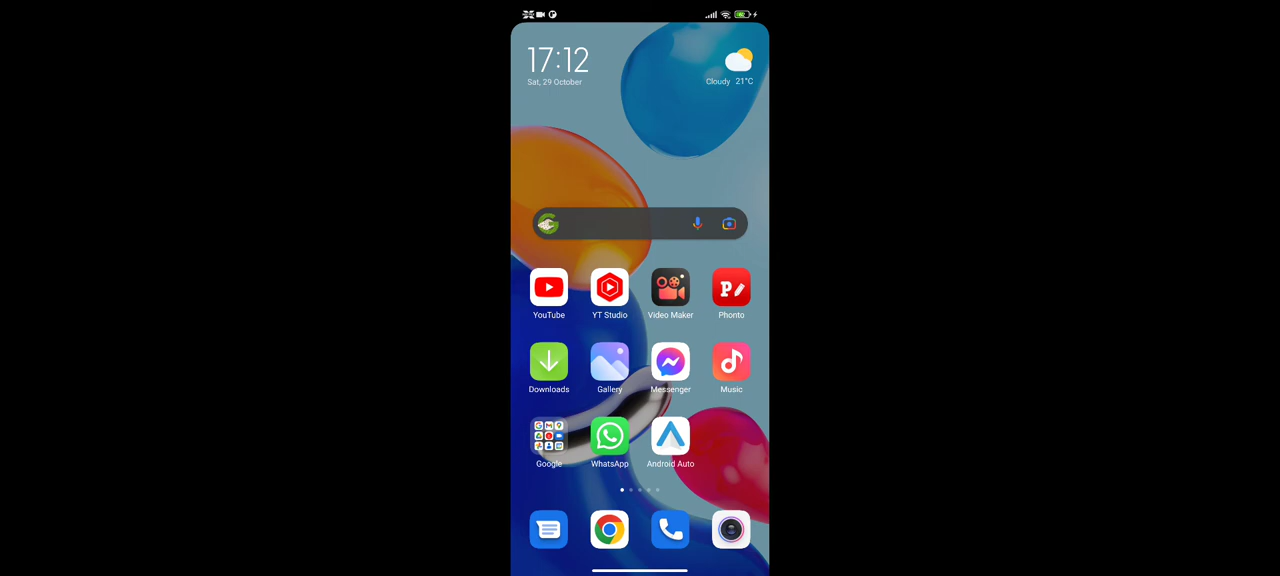 17:12
Sat, 29 October
Cloudy 21°C
YouTube
YT Studio
Video Maker
Phonto
Downloads
Gallery
Messenger
Music
Google
WhatsApp
Android Auto